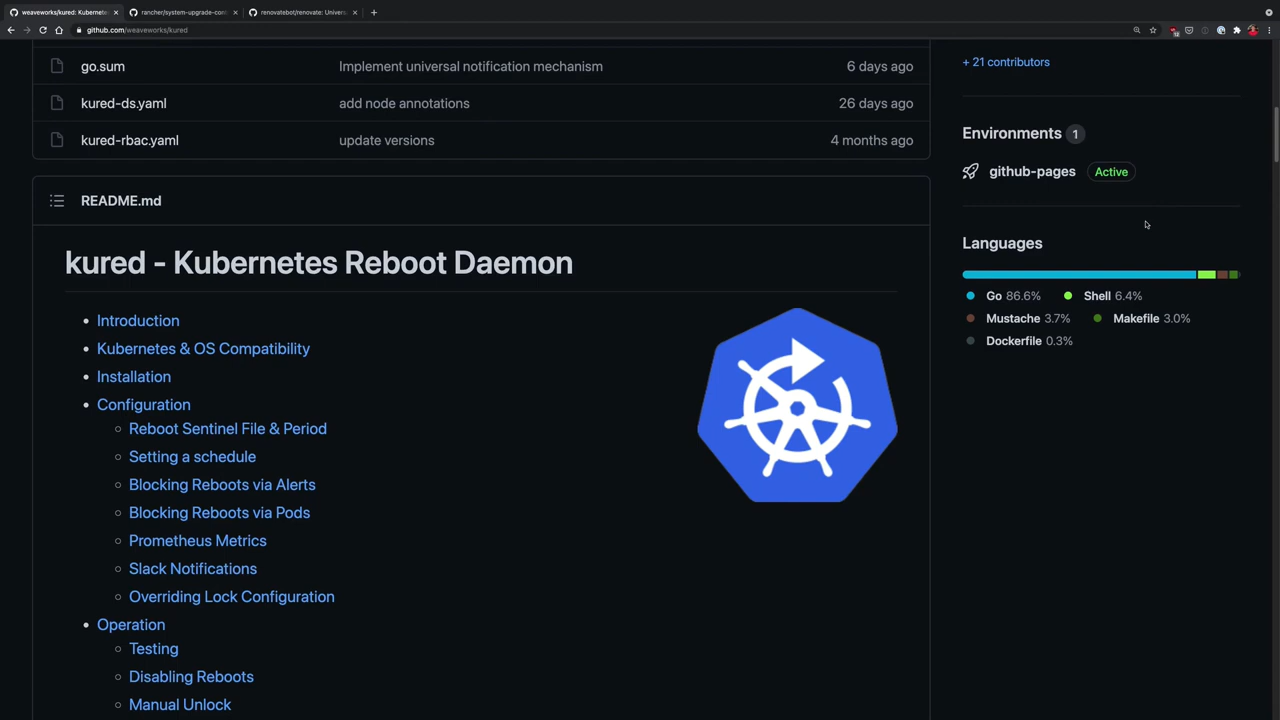 weaveworks/kured: Kubernetes
rancher/system-upgrade-con
renovatebot/renovate: Univers
github.com/weaveworks/kured
go.sum Implement universal notification mechanism 6 days ago
kured-ds.yaml add node annotations 26 days ago
kured-rbac.yaml update versions 4 months ago
README.md
kured - Kubernetes Reboot Daemon
Introduction
Kubernetes & OS Compatibility
Installation
Configuration
Reboot Sentinel File & Period
Setting a schedule
Blocking Reboots via Alerts
Blocking Reboots via Pods
Prometheus Metrics
Slack Notifications
Overriding Lock Configuration
Operation
Testing
Disabling Reboots
Manual Unlock
+ 21 contributors
Environments 1
github-pages Active
Languages
Go 86.6% Shell 6.4%
Mustache 3.7% Makefile 3.0%
Dockerfile 0.3%